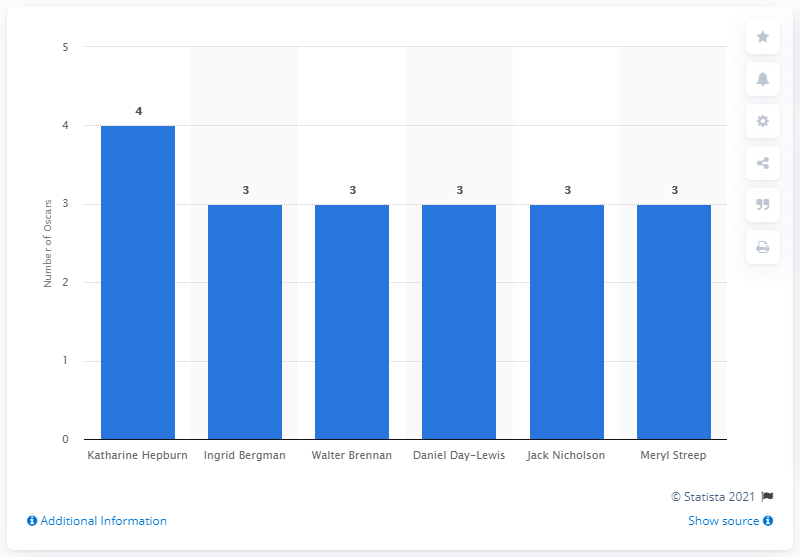 5
4
3
2
1
0
Number of Oscars
4
3
3
3
3
3
Katharine Hepburn
Ingrid Bergman
Walter Brennan
Daniel Day-Lewis
Jack Nicholson
Meryl Streep
© Statista 2021
Additional Information
Show source